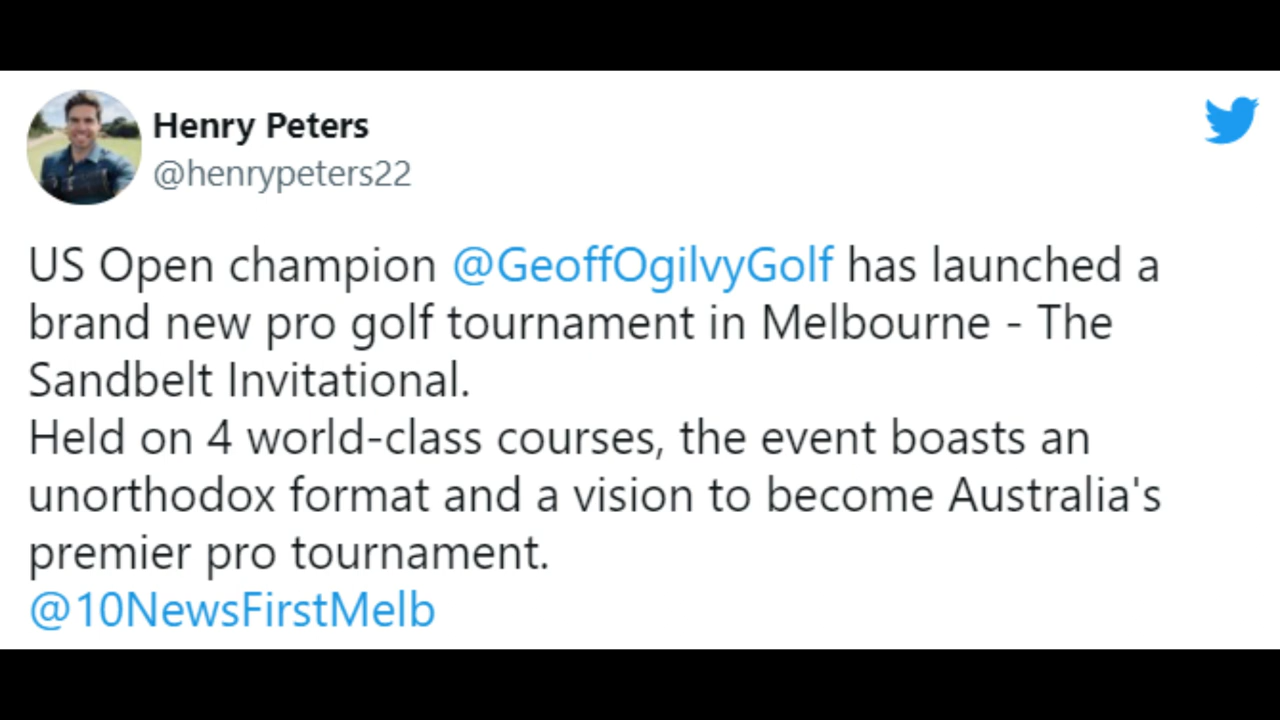 Henry Peters
@henrypeters22
US Open champion @GeoffOgilvyGolf has launched a
brand new pro golf tournament in Melbourne - The
Sandbelt Invitational.
Held on 4 world-class courses, the event boasts an
unorthodox format and a vision to become Australia's
premier pro tournament.
@10NewsFirstMelb